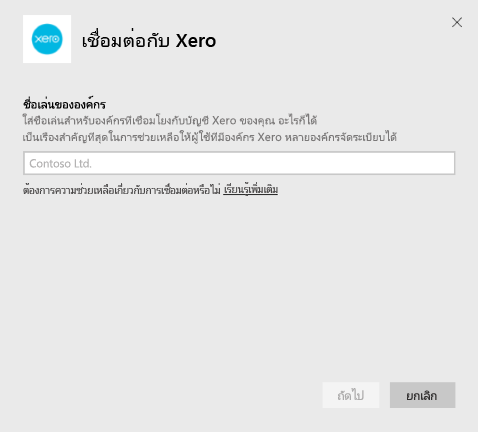 xero
เชื่อมต่อกับ Xero
ชื่อเล่นขององค์กร
ใส่ชื่อเล่นสำหรับองค์กรที่เชื่อมโยงกับบัญชี Xero ของคุณ อะไรก็ได้
เป็นเรื่องสำคัญที่สุดในการช่วยเหลือให้ผู้ใช้ที่มีองค์กร Xero หลายองค์กรจัดระเบียบได้
Contoso Ltd.
ต้องการความช่วยเหลือเกี่ยวกับการเชื่อมต่อหรือไม่ เรียนรู้เพิ่มเติม
ถัดไป ยกเลิก